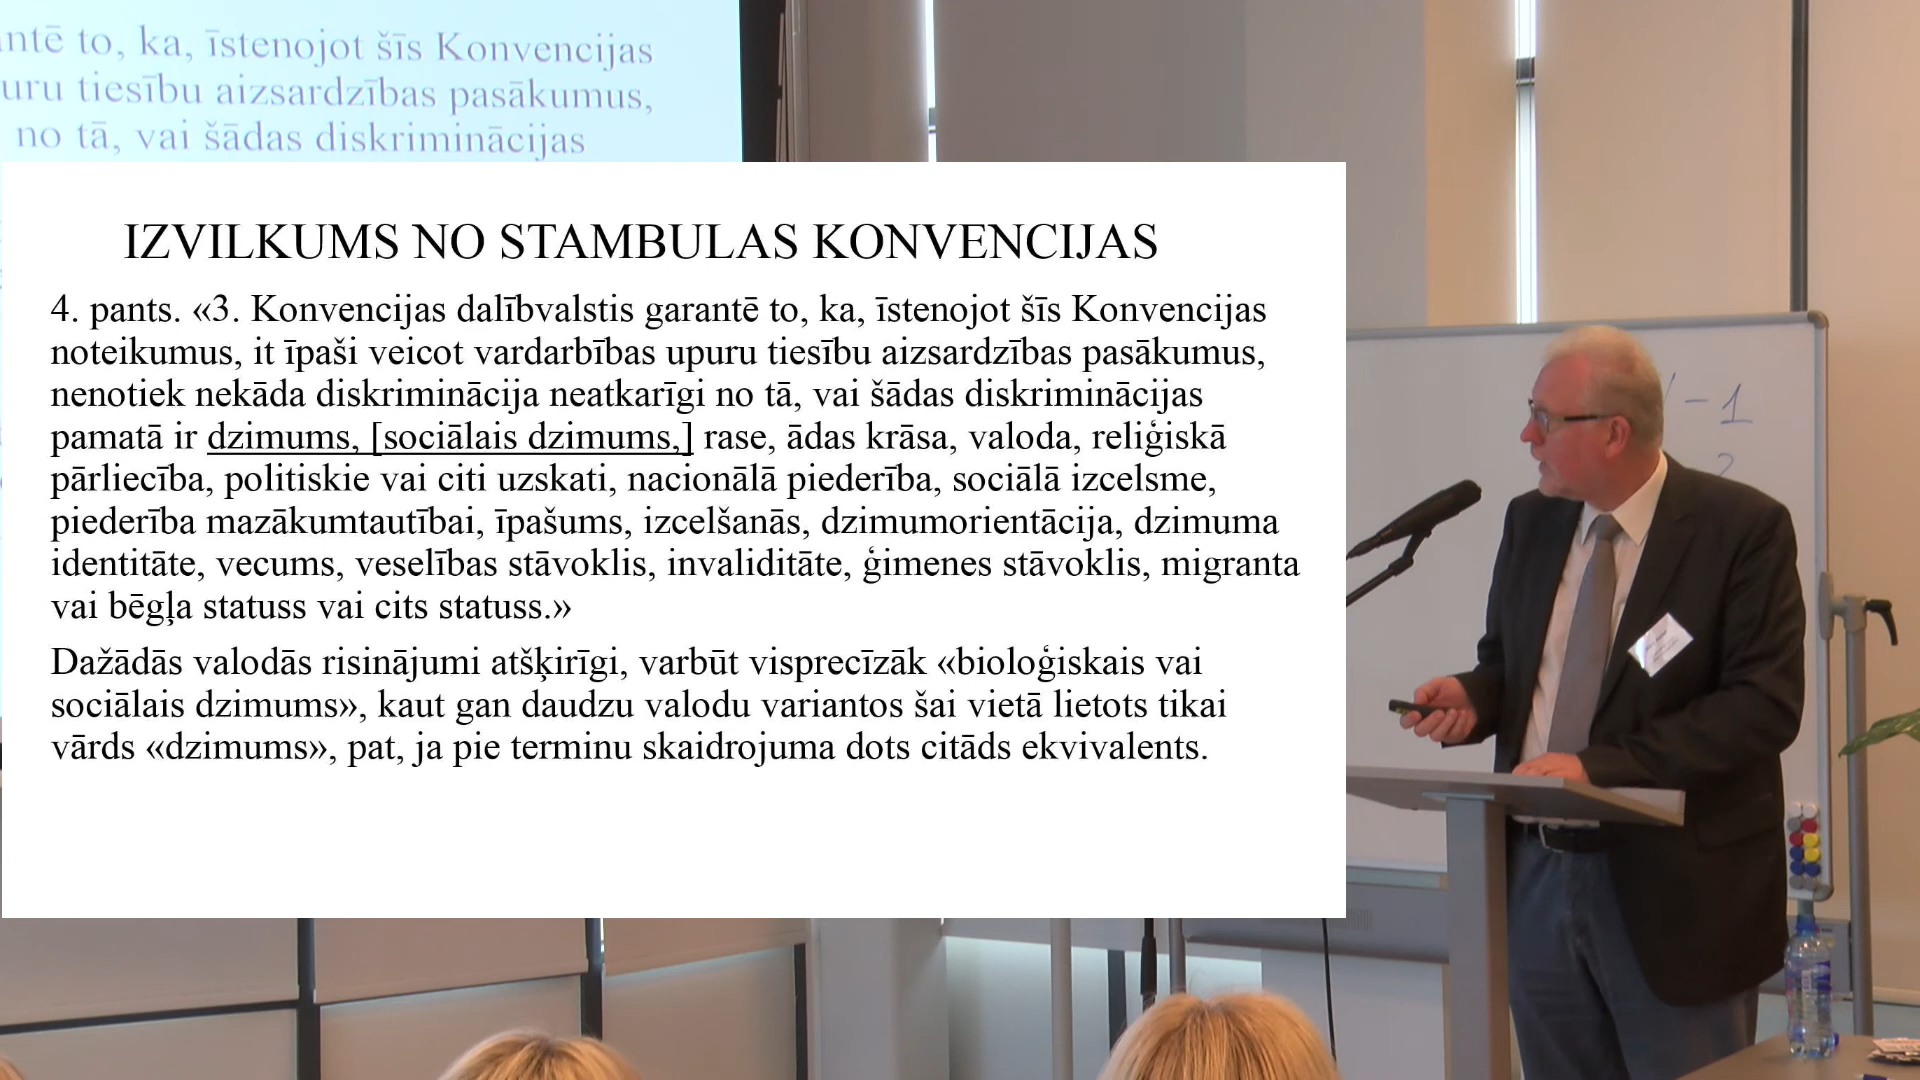 ntē to, ka, īstenojot šīs Konvencijas
uru tiesību aizsardzības pasākumus,
no tā, vai šādas diskriminācijas
IZVILKUMS NO STAMBULAS KONVENCIJAS
4. pants. «3. Konvencijas dalībvalstis garantē to, ka, īstenojot šīs Konvencijas
noteikumus, it īpaši veicot vardarbības upuru tiesību aizsardzības pasākumus,
nenotiek nekāda diskriminācija neatkarīgi no tā, vai šādas diskriminācijas
pamatā ir dzimums, [sociālais dzimums,] rase, ādas krāsa, valoda, reliģiskā
pārliecība, politiskie vai citi uzskati, nacionālā piederība, sociālā izcelsme,
piederība mazākumtautībai, īpašums, izcelšanās, dzimumorientācija, dzimuma
identitāte, vecums, veselības stāvoklis, invaliditāte, ģimenes stāvoklis, migranta
vai bēgļa statuss vai cits statuss.»
Dažādās valodās risinājumi atšķirīgi, varbūt visprecīzāk «bioloģiskais vai
sociālais dzimums», kaut gan daudzu valodu variantos šai vietā lietots tikai
vārds «dzimums», pat, ja pie terminu skaidrojuma dots citāds ekvivalents.
– 1
2